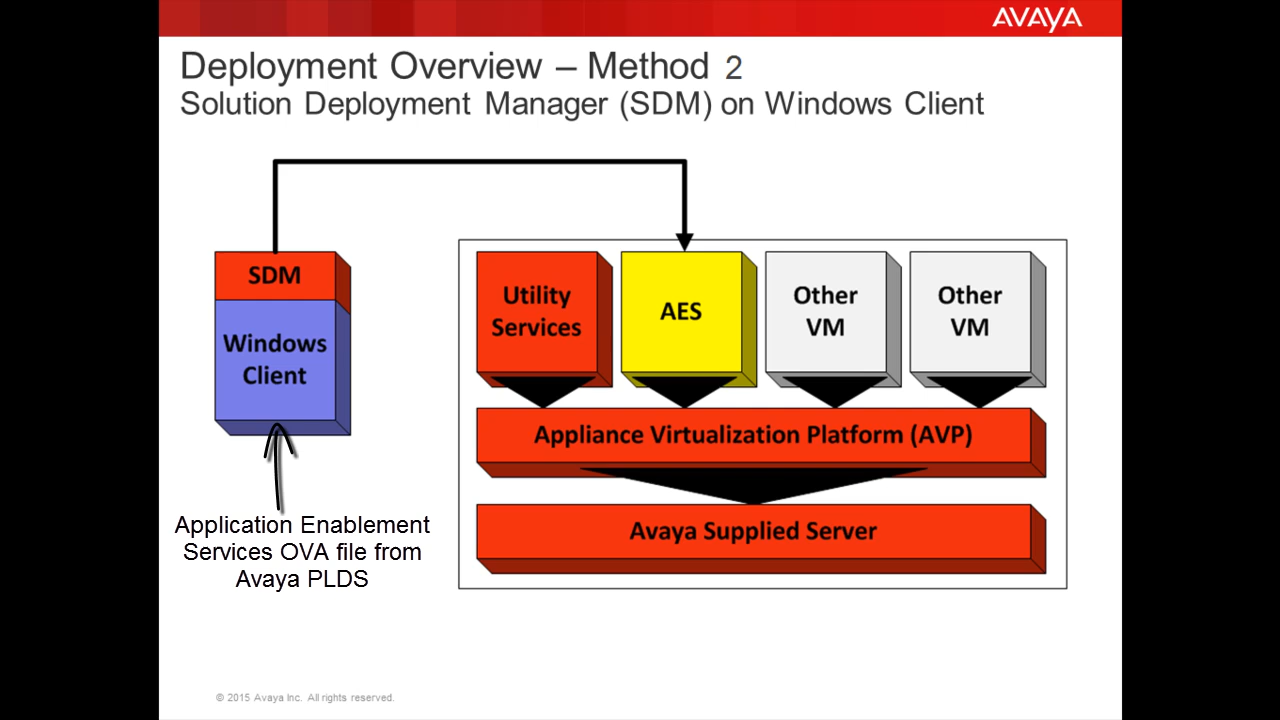 AVAYA
Deployment Overview – Method 2
Solution Deployment Manager (SDM) on Windows Client
SDM
Windows
Client
Application Enablement
Services OVA file from
Avaya PLDS
Utility
Services
AES
Other
VM
Other
VM
Appliance Virtualization Platform (AVP)
Avaya Supplied Server
© 2015 Avaya Inc. All rights reserved.